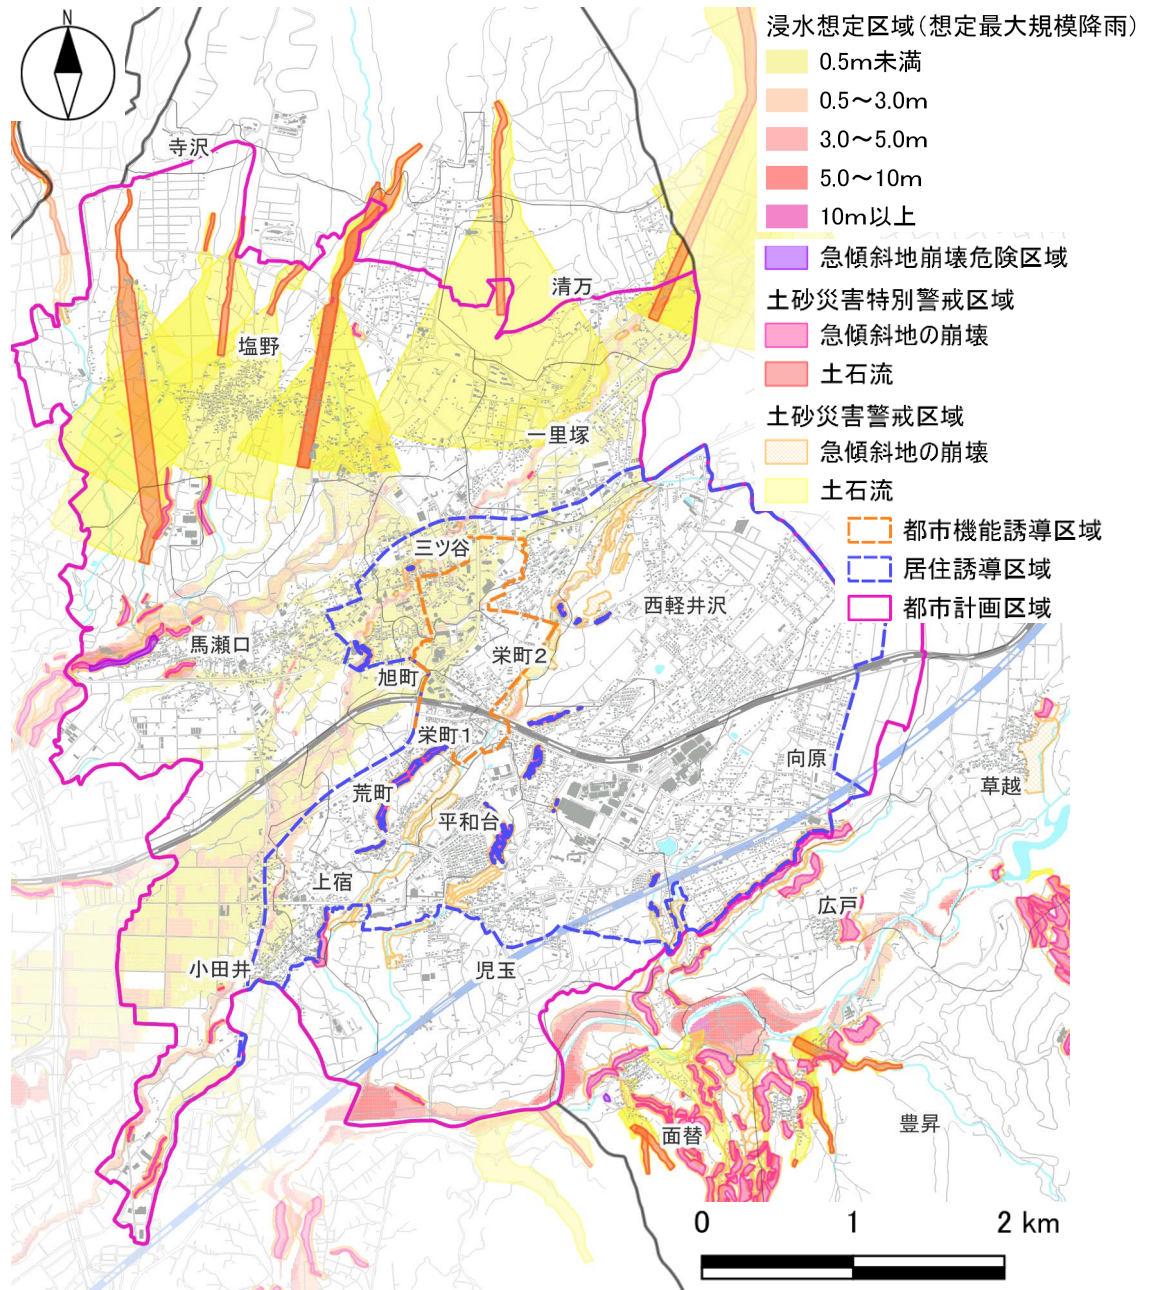 N
浸水想定区域（想定最大規模降雨）
0.5m未満
0.5～3.0m
3.0～5.0m
5.0～10m
10m以上
急傾斜地崩壊危険区域
土砂災害特別警戒区域
急傾斜地の崩壊
土石流
土砂災害警戒区域
急傾斜地の崩壊
土石流
都市機能誘導区域
居住誘導区域
都市計画区域
寺沢
清万
塩野
一里塚
三ツ谷
西軽井沢
馬瀬口
栄町2
旭町
栄町1
向原
草越
荒町
平和台
上宿
広戸
小田井
児玉
面替
豊昇
0 1 2 km